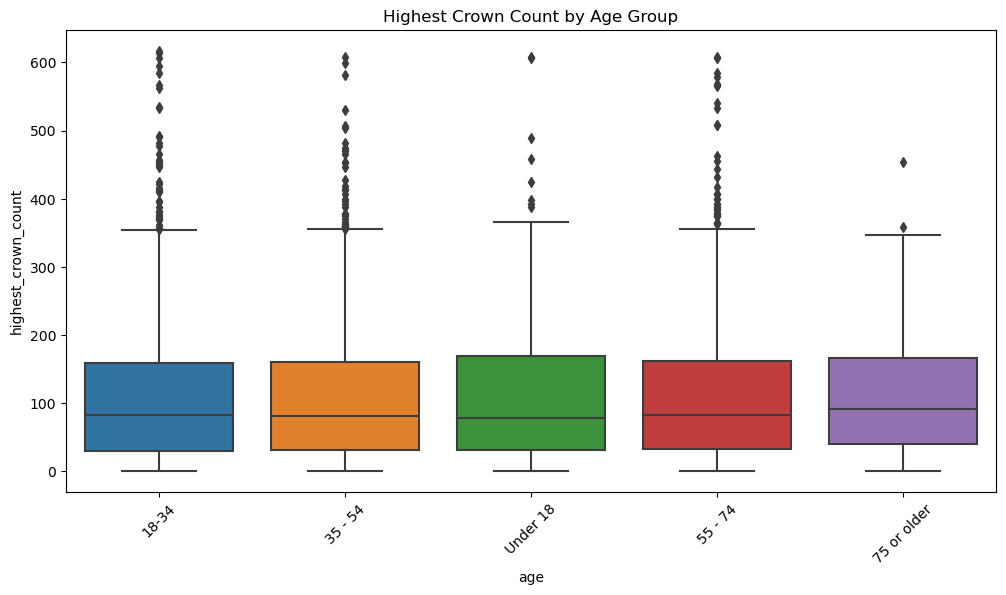 Highest Crown Count by Age Group
highest_crown_count
600
500
400
300
200
100
0
18-34
35 - 54
Under 18
55 - 74
75 or older
age